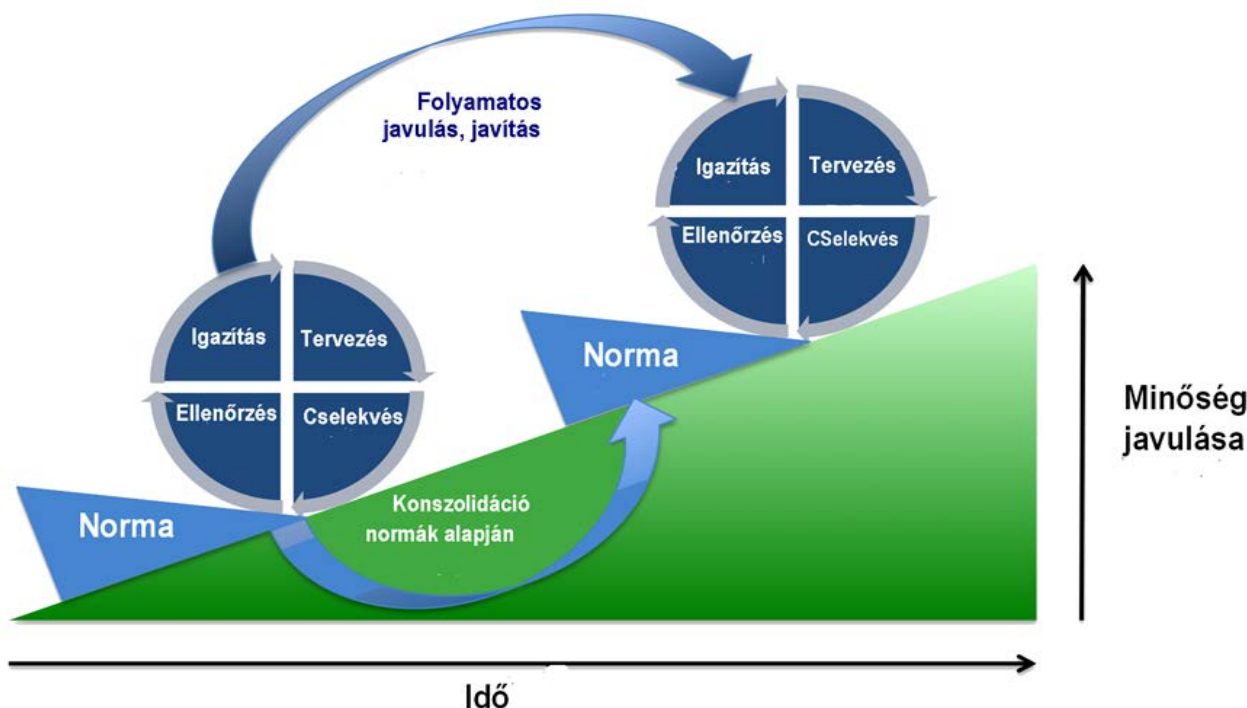 Folyamatos
javulás, javítás
Igazítás
Tervezés
Ellenőrzés
CSelekvés
Igazítás
Tervezés
Ellenőrzés
Cselekvés
Norma
Norma
Konszolidáció
normák alapján
Minőség
javulása
Idő